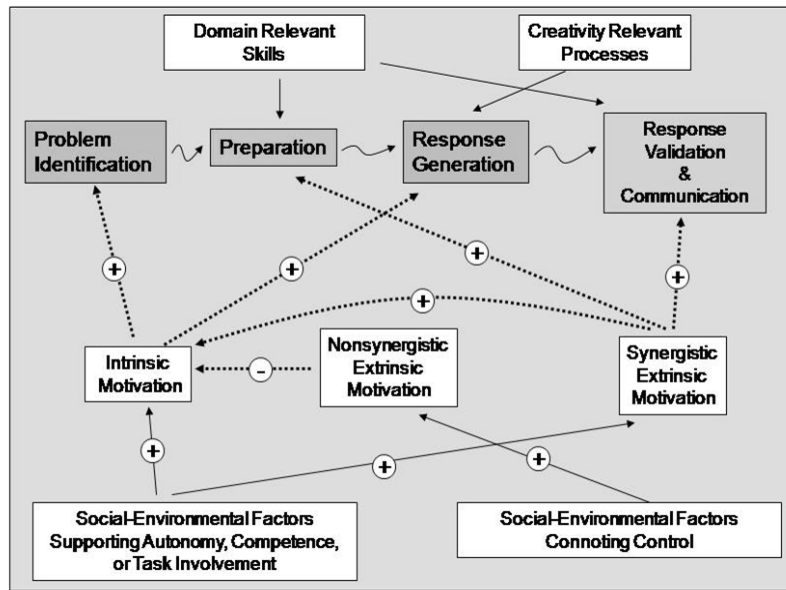 Domain Relevant
Skills
Creativity Relevant
Processes
Problem
Identification
Preparation
Response
Generation
Response
Validation
&
Communication
+
+
+
+
+
Intrinsic
Motivation
-
Nonsynergistic
Extrinsic
Motivation
Synergistic
Extrinsic
Motivation
+
+
+
Social-Environmental Factors
Supporting Autonomy, Competence,
or Task Involvement
Social-Environmental Factors
Connoting Control